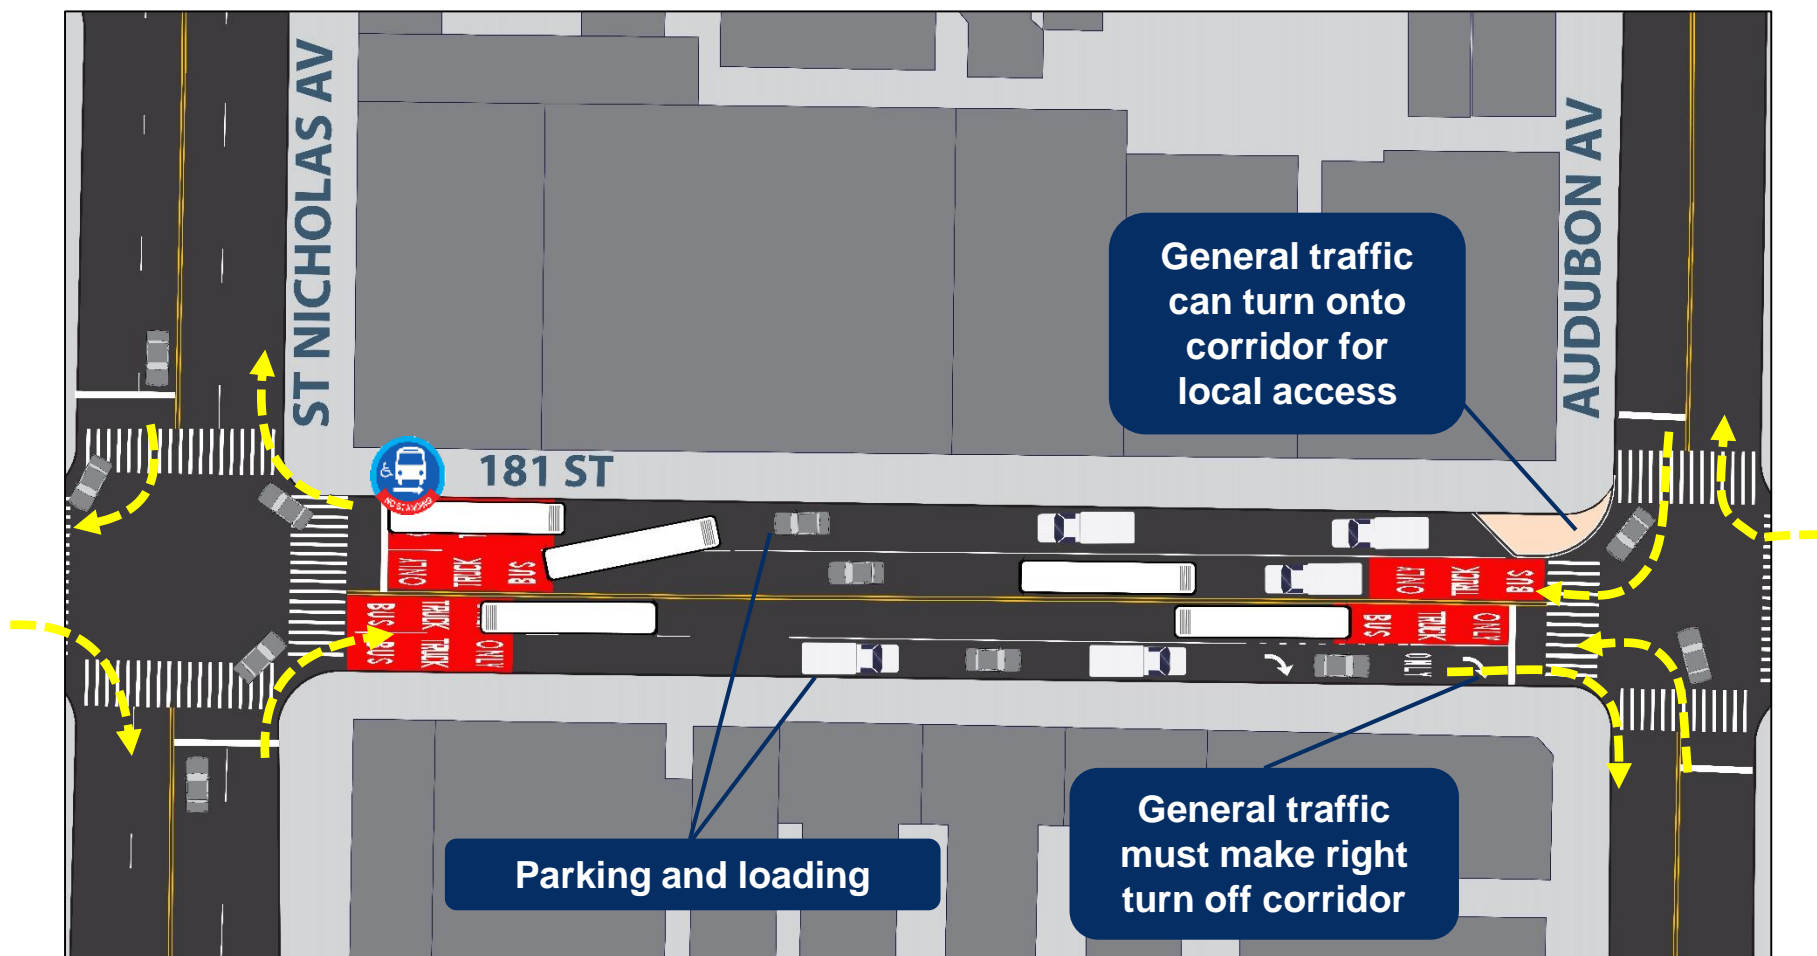 ST NICHOLAS AV
AUDUBON AV
General traffic
can turn onto
corridor for
local access
181 ST
NO STANDING
ONLY TRUCK BUS
ONLY TRUCK BUS
BUS TRUCK
BUS TRUCK ONLY
BUS TRUCK ONLY
ONLY
Parking and loading
General traffic
must make right
turn off corridor